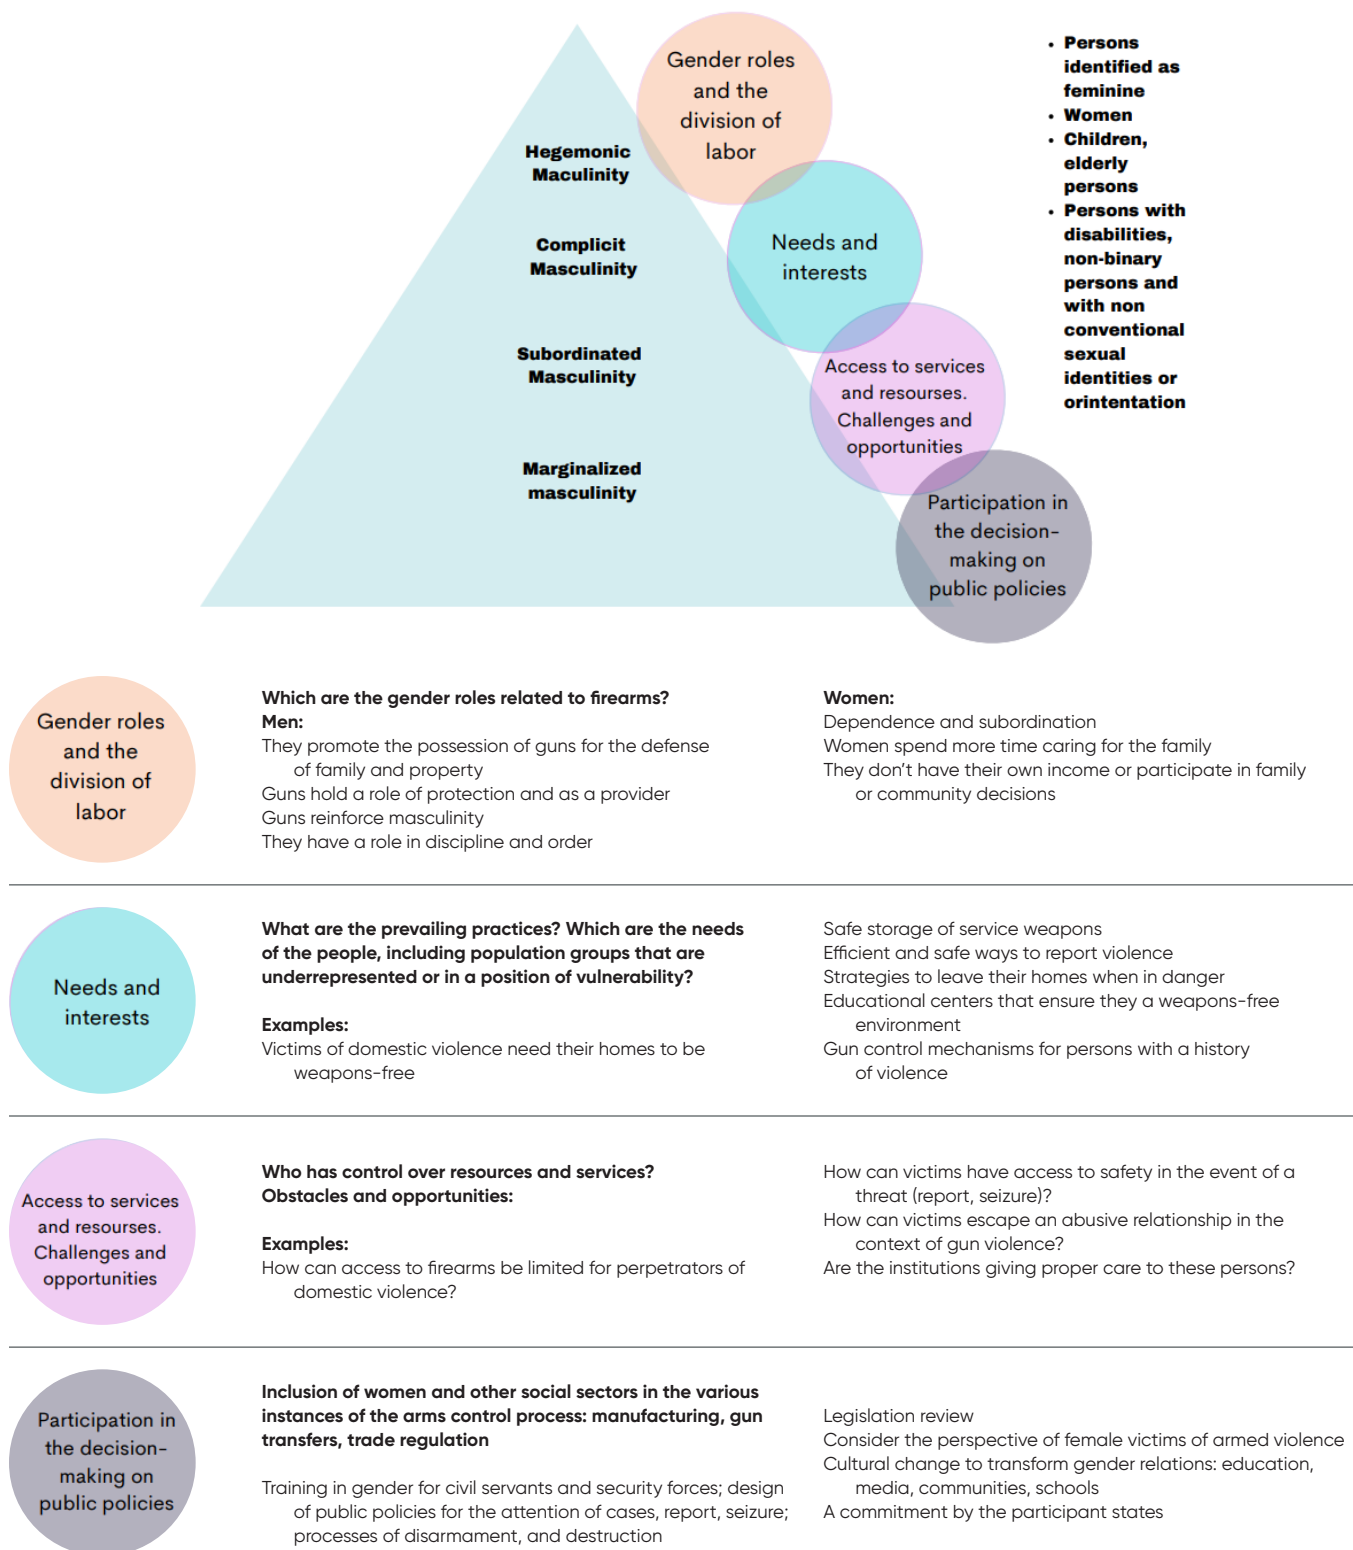 Gender roles
and the
division of
labor
Hegemonic
Maculinity
Complicit
Masculinity
Subordinated
Masculinity
Marginalized
masculinity
Needs and
interests
Access to services
and resourses.
Challenges and
opportunities
Participation in
the decision-
making on
public policies
• Persons
identified as
feminine
• Women
• Children,
elderly
persons
• Persons with
disabilities,
non-binary
persons and
with non
conventional
sexual
identities or
orintentation
Gender roles
and the
division of
labor
Which are the gender roles related to firearms?
Men:
They promote the possession of guns for the defense
of family and property
Guns hold a role of protection and as a provider
Guns reinforce masculinity
They have a role in discipline and order
Women:
Dependence and subordination
Women spend more time caring for the family
They don’t have their own income or participate in family
or community decisions
Needs and
interests
What are the prevailing practices? Which are the needs
of the people, including population groups that are
underrepresented or in a position of vulnerability?
Examples:
Victims of domestic violence need their homes to be
weapons-free
Safe storage of service weapons
Efficient and safe ways to report violence
Strategies to leave their homes when in danger
Educational centers that ensure they a weapons-free
environment
Gun control mechanisms for persons with a history
of violence
Access to services
and resourses.
Challenges and
opportunities
Who has control over resources and services?
Obstacles and opportunities:
Examples:
How can access to firearms be limited for perpetrators of
domestic violence?
How can victims have access to safety in the event of a
threat (report, seizure)?
How can victims escape an abusive relationship in the
context of gun violence?
Are the institutions giving proper care to these persons?
Participation in
the decision-
making on
public policies
Inclusion of women and other social sectors in the various
instances of the arms control process: manufacturing, gun
transfers, trade regulation
Training in gender for civil servants and security forces; design
of public policies for the attention of cases, report, seizure;
processes of disarmament, and destruction
Legislation review
Consider the perspective of female victims of armed violence
Cultural change to transform gender relations: education,
media, communities, schools
A commitment by the participant states